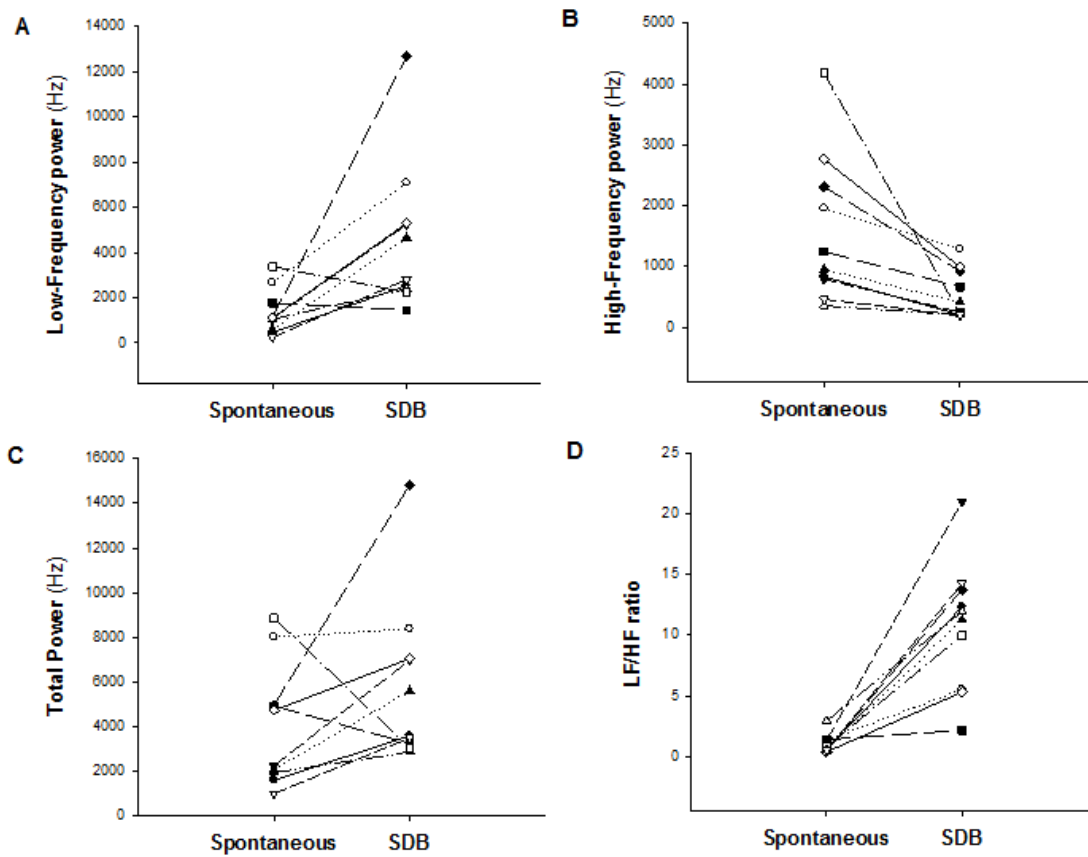 A
Low-Frequency power (Hz)
14000
12000
10000
8000
6000
4000
2000
0
Spontaneous
SDB
B
High-Frequency power (Hz)
5000
4000
3000
2000
1000
0
Spontaneous
SDB
C
Total Power (Hz)
16000
14000
12000
10000
8000
6000
4000
2000
0
Spontaneous
SDB
D
LF/HF ratio
25
20
15
10
5
0
Spontaneous
SDB